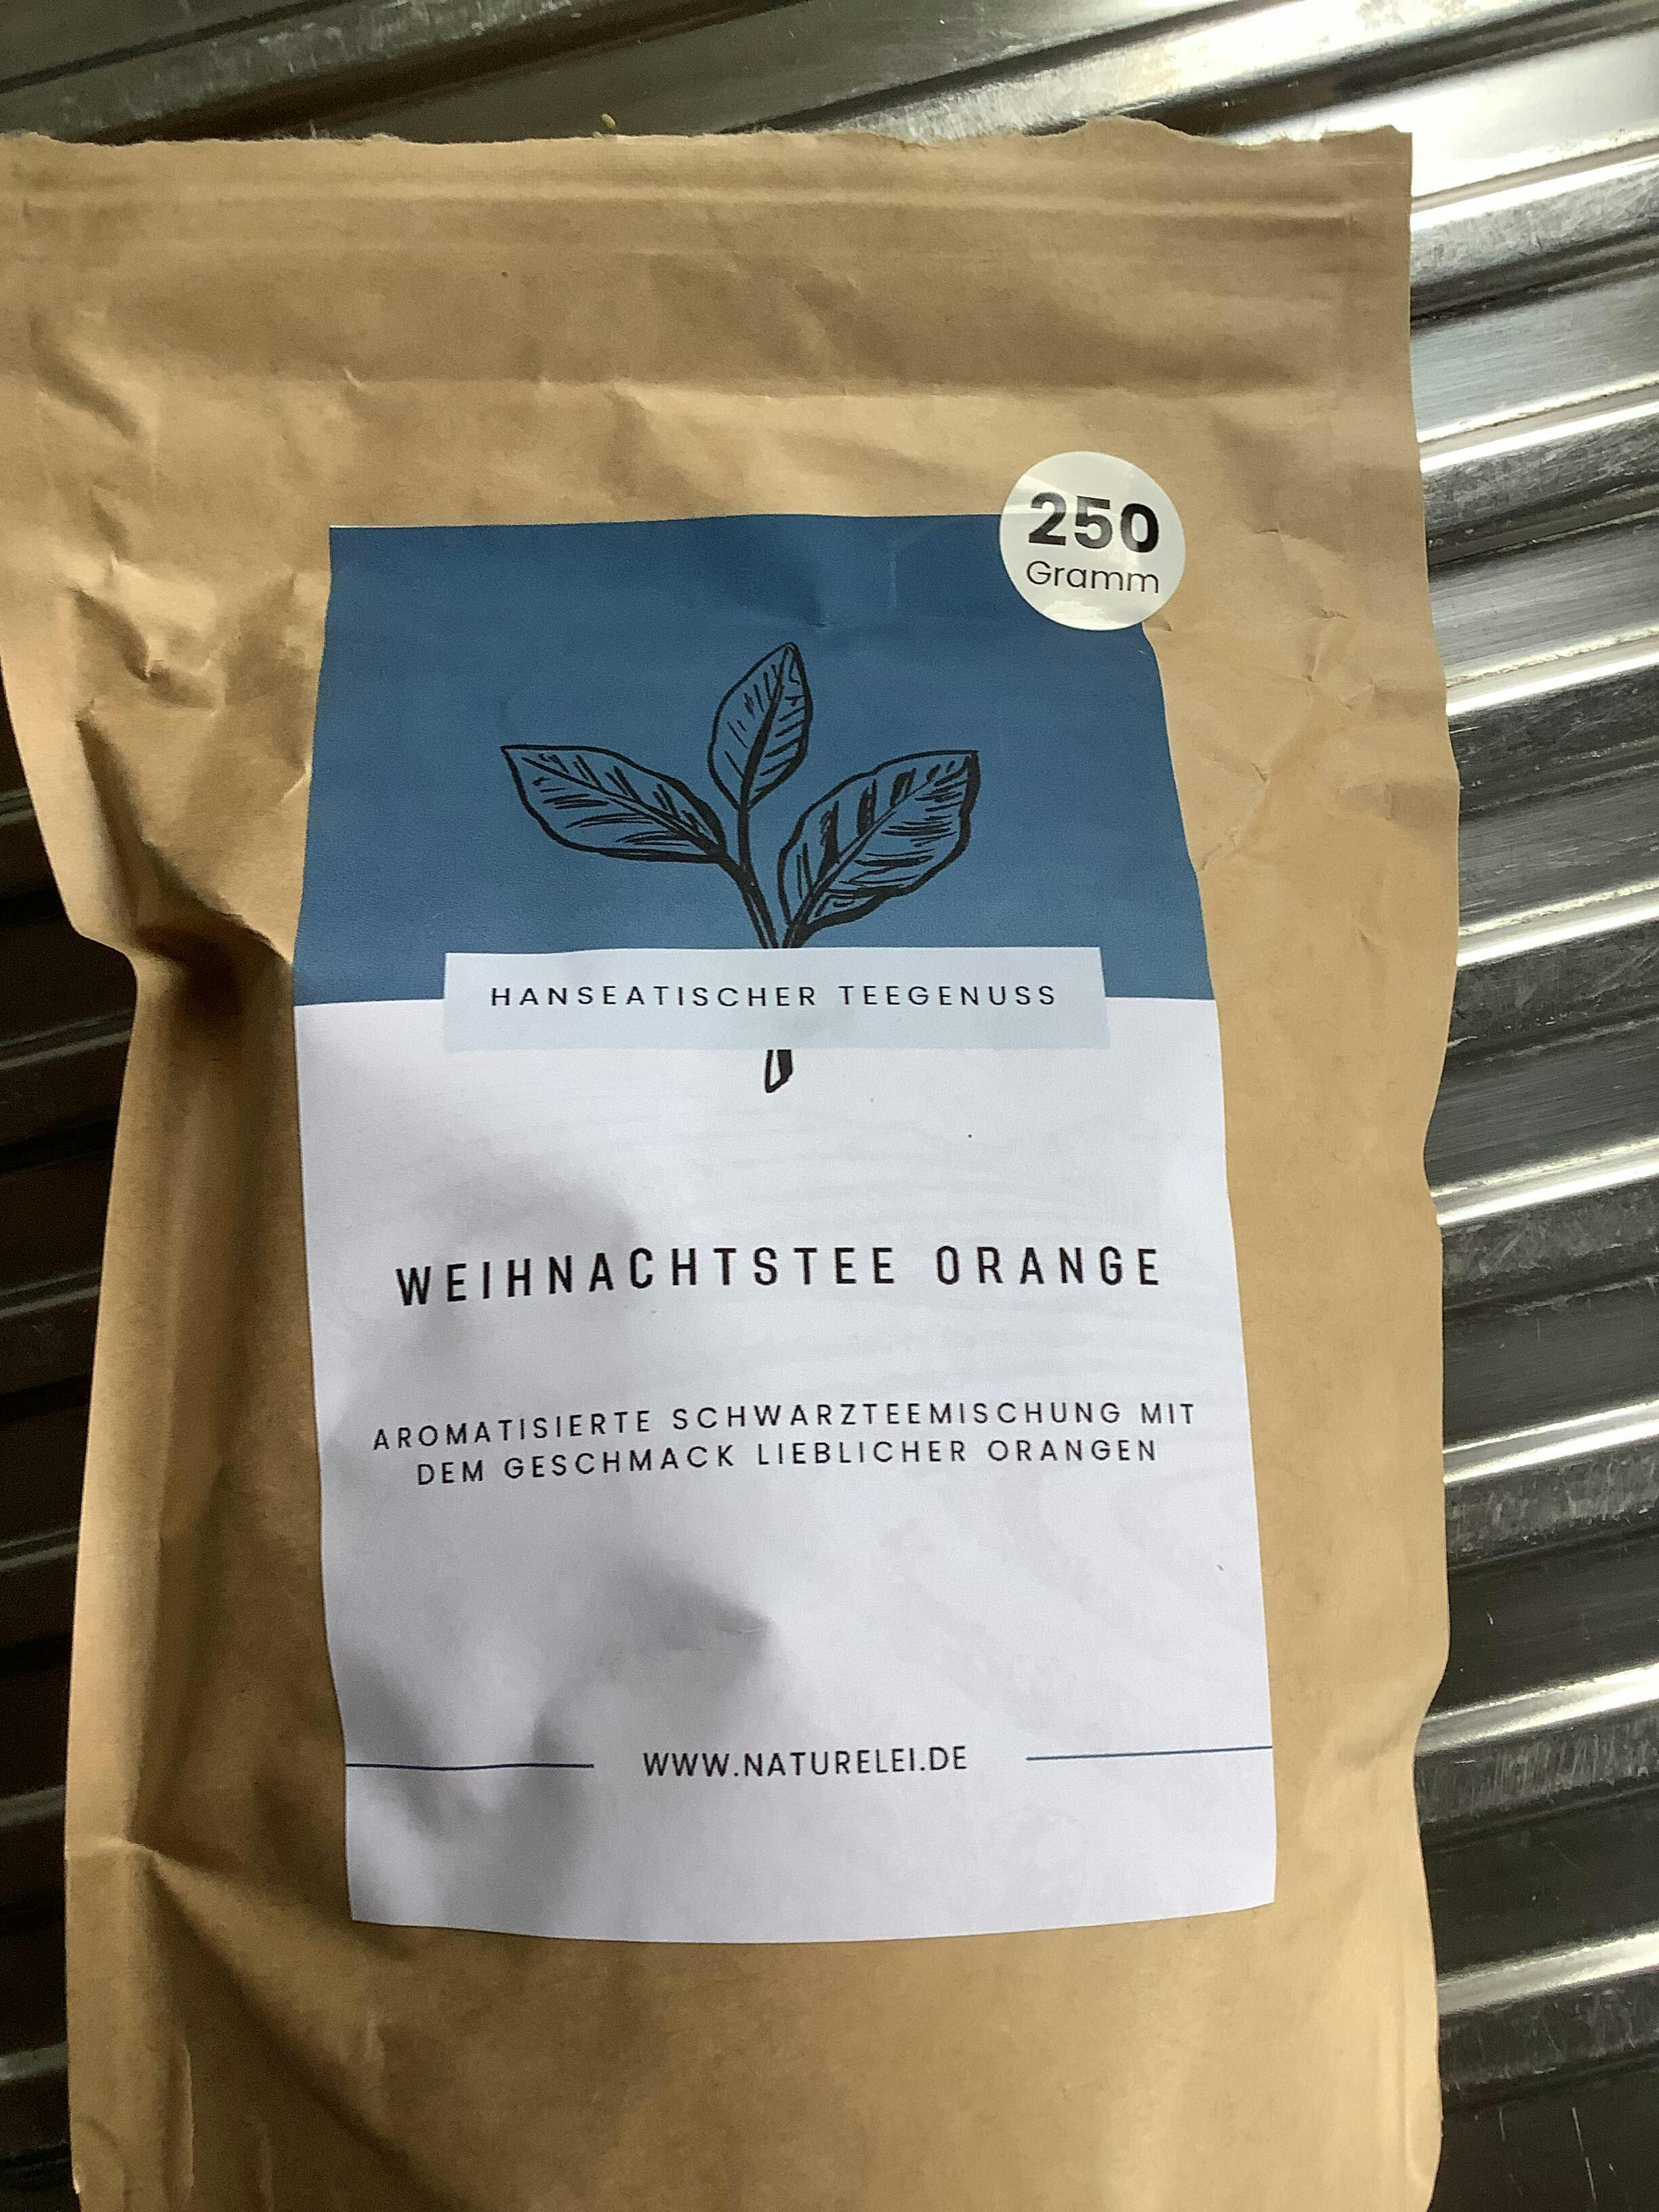 250
Gramm
HANSEATISCHER TEEGENUSS
WEIHNACHTSTEE ORANGE
AROMATISIERTE SCHWARZTEEMISCHUNG MIT
DEM GESCHMACK LIEBLICHER ORANGEN
WWW.NATURELEI.DE